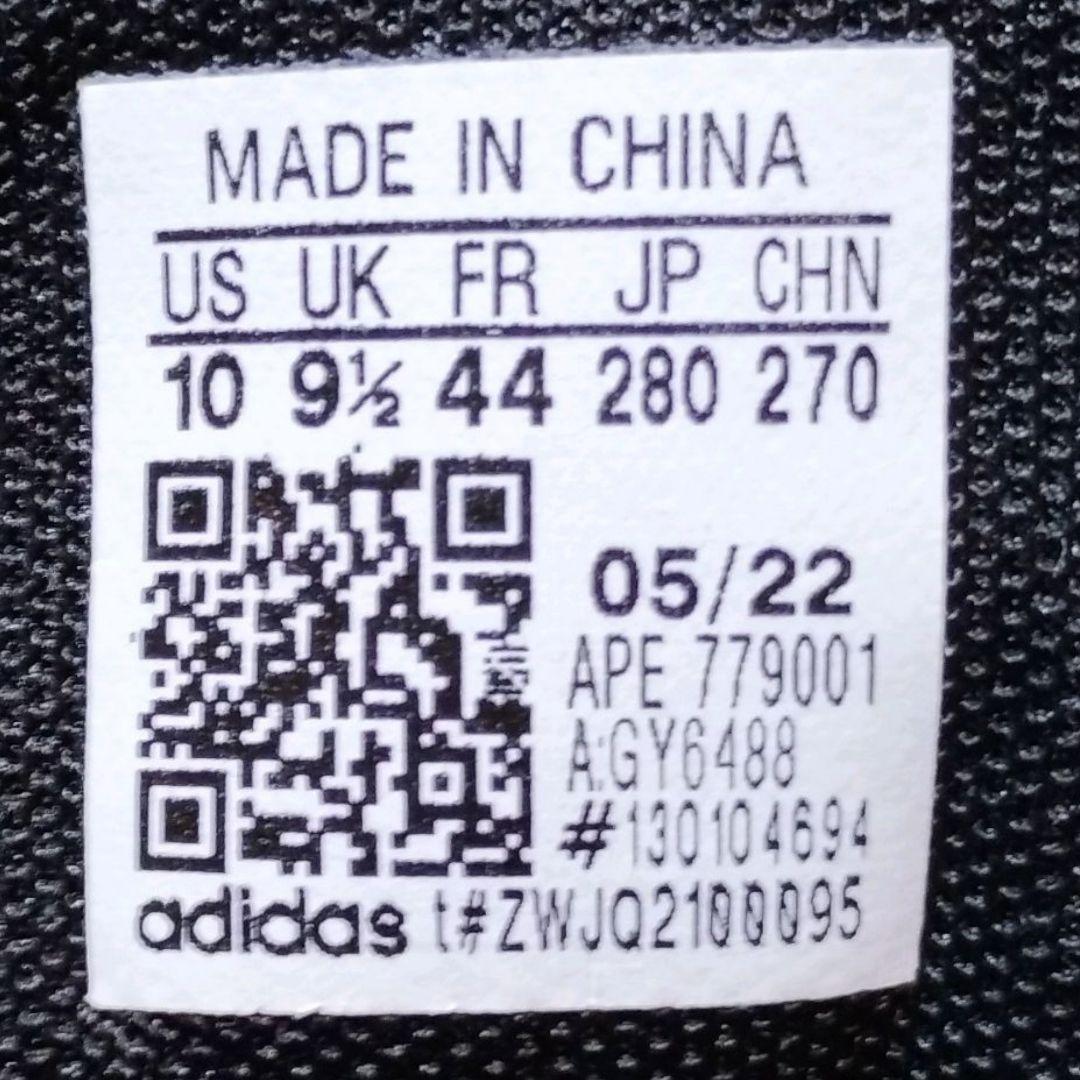 MADE IN CHINA
US UK FR JP CHN
10 9½ 44 280 270
05/22
APE 779001
A:GY6488
#130104694
adidas t#ZWJQ2100095